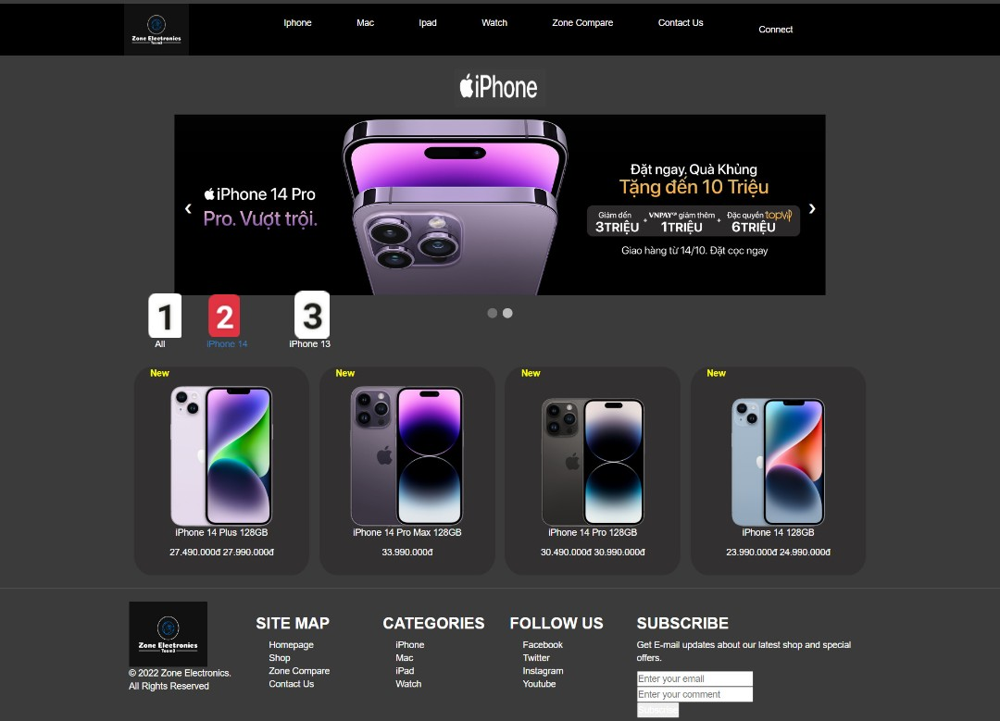 Zone Electronics
Team3
Iphone
Mac
Ipad
Watch
Zone Compare
Contact Us
Connect
iPhone
iPhone 14 Pro
Pro. Vượt trội.
Đặt ngay, Quà Khủng
Tặng đến 10 Triệu
Giảm đến
3TRIỆU
+
VNPAY giảm thêm
1TRIỆU
+
Đặc quyền topvip
6TRIỆU
Giao hàng từ 14/10. Đặt cọc ngay
‹
›
1
2
3
All
iPhone 14
iPhone 13
New
New
New
New
iPhone 14 Plus 128GB
iPhone 14 Pro Max 128GB
iPhone 14 Pro 128GB
iPhone 14 128GB
27.490.000đ 27.990.000đ
33.990.000đ
30.490.000đ 30.990.000đ
23.990.000đ 24.990.000đ
Zone Electronics
Team3
© 2022 Zone Electronics.
All Rights Reserved
SITE MAP
Homepage
Shop
Zone Compare
Contact Us
CATEGORIES
iPhone
Mac
iPad
Watch
FOLLOW US
Facebook
Twitter
Instagram
Youtube
SUBSCRIBE
Get E-mail updates about our latest shop and special
offers.
Enter your email
Enter your comment